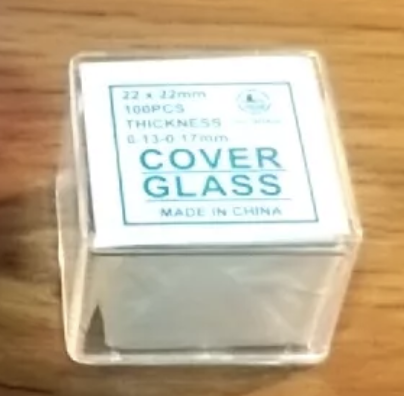 22 x 22mm
100PCS
THICKNESS
0.13-0.17mm
COVER
GLASS
MADE IN CHINA